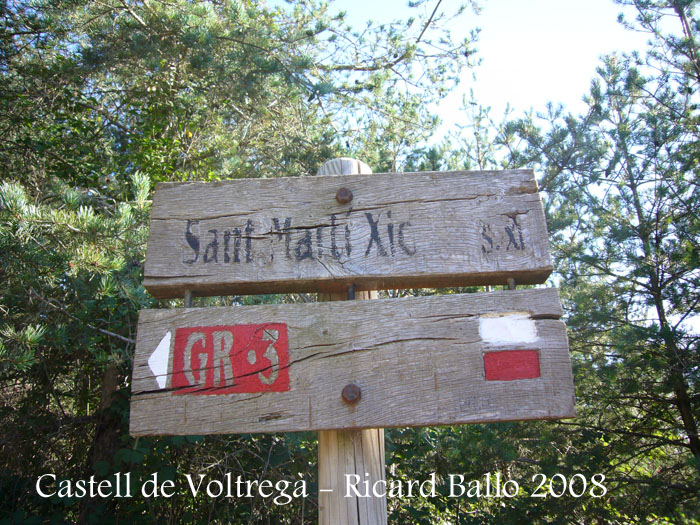 Sant Martí Xic s. XI
GR·3
Castell de Voltregà - Ricard Ballo 2008